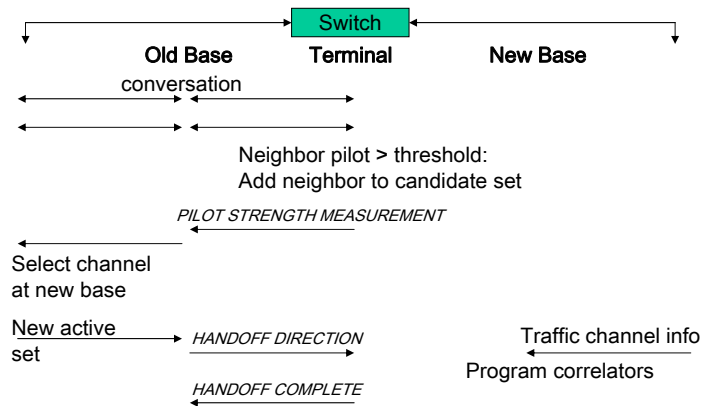 Switch
Old Base Terminal New Base
conversation
Neighbor pilot > threshold:
Add neighbor to candidate set
PILOT STRENGTH MEASUREMENT
Select channel
at new base
New active
set
HANDOFF DIRECTION
Traffic channel info
Program correlators
HANDOFF COMPLETE